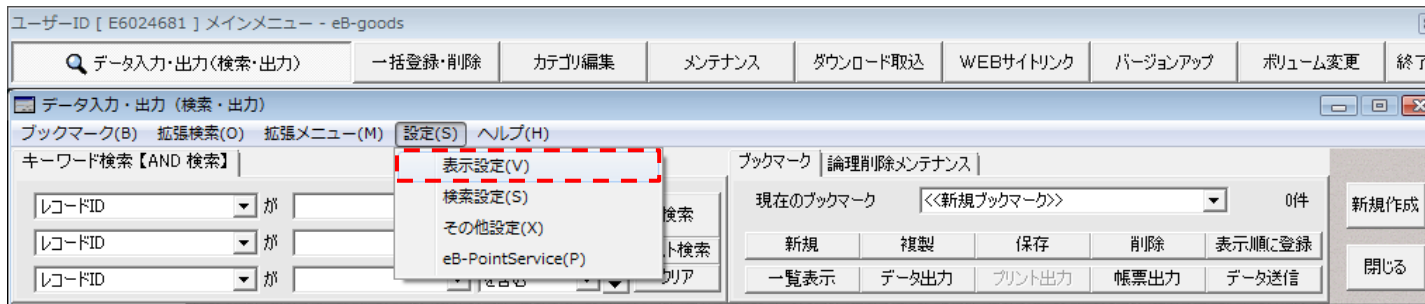 ユーザーID [ E6024681 ] メインメニュー - eB-goods
データ入力・出力(検索・出力) 一括登録・削除 カテゴリ編集 メンテナンス ダウンロード取込 WEBサイトリンク バージョンアップ ボリューム変更 終了
データ入力・出力（検索・出力）
ブックマーク(B) 拡張検索(O) 拡張メニュー(M) 設定(S) ヘルプ(H)
キーワード検索【AND 検索】
表示設定(V)
検索設定(S)
その他設定(X)
eB-PointService(P)
レコードID が 検索
レコードID が ト検索
レコードID が を含む クリア
ブックマーク 論理削除メンテナンス
現在のブックマーク <<新規ブックマーク>> 0件
新規 複製 保存 削除 表示順に登録
一覧表示 データ出力 プリント出力 帳票出力 データ送信
新規作成
閉じる